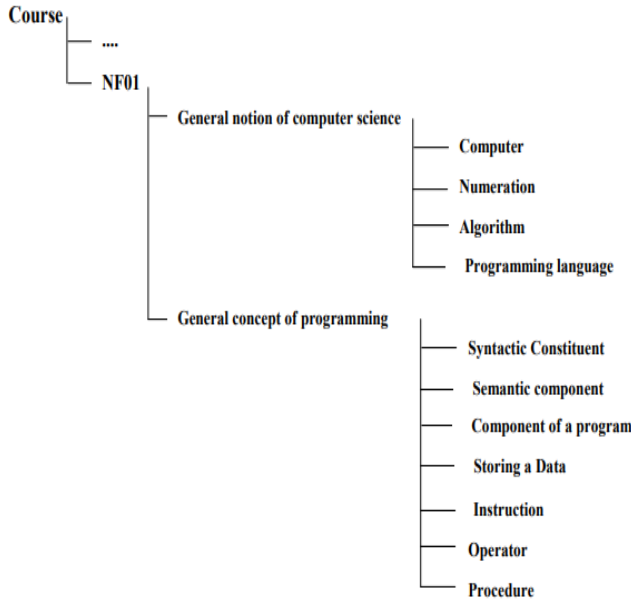 Course
....
NF01
General notion of computer science
Computer
Numeration
Algorithm
Programming language
General concept of programming
Syntactic Constituent
Semantic component
Component of a program
Storing a Data
Instruction
Operator
Procedure